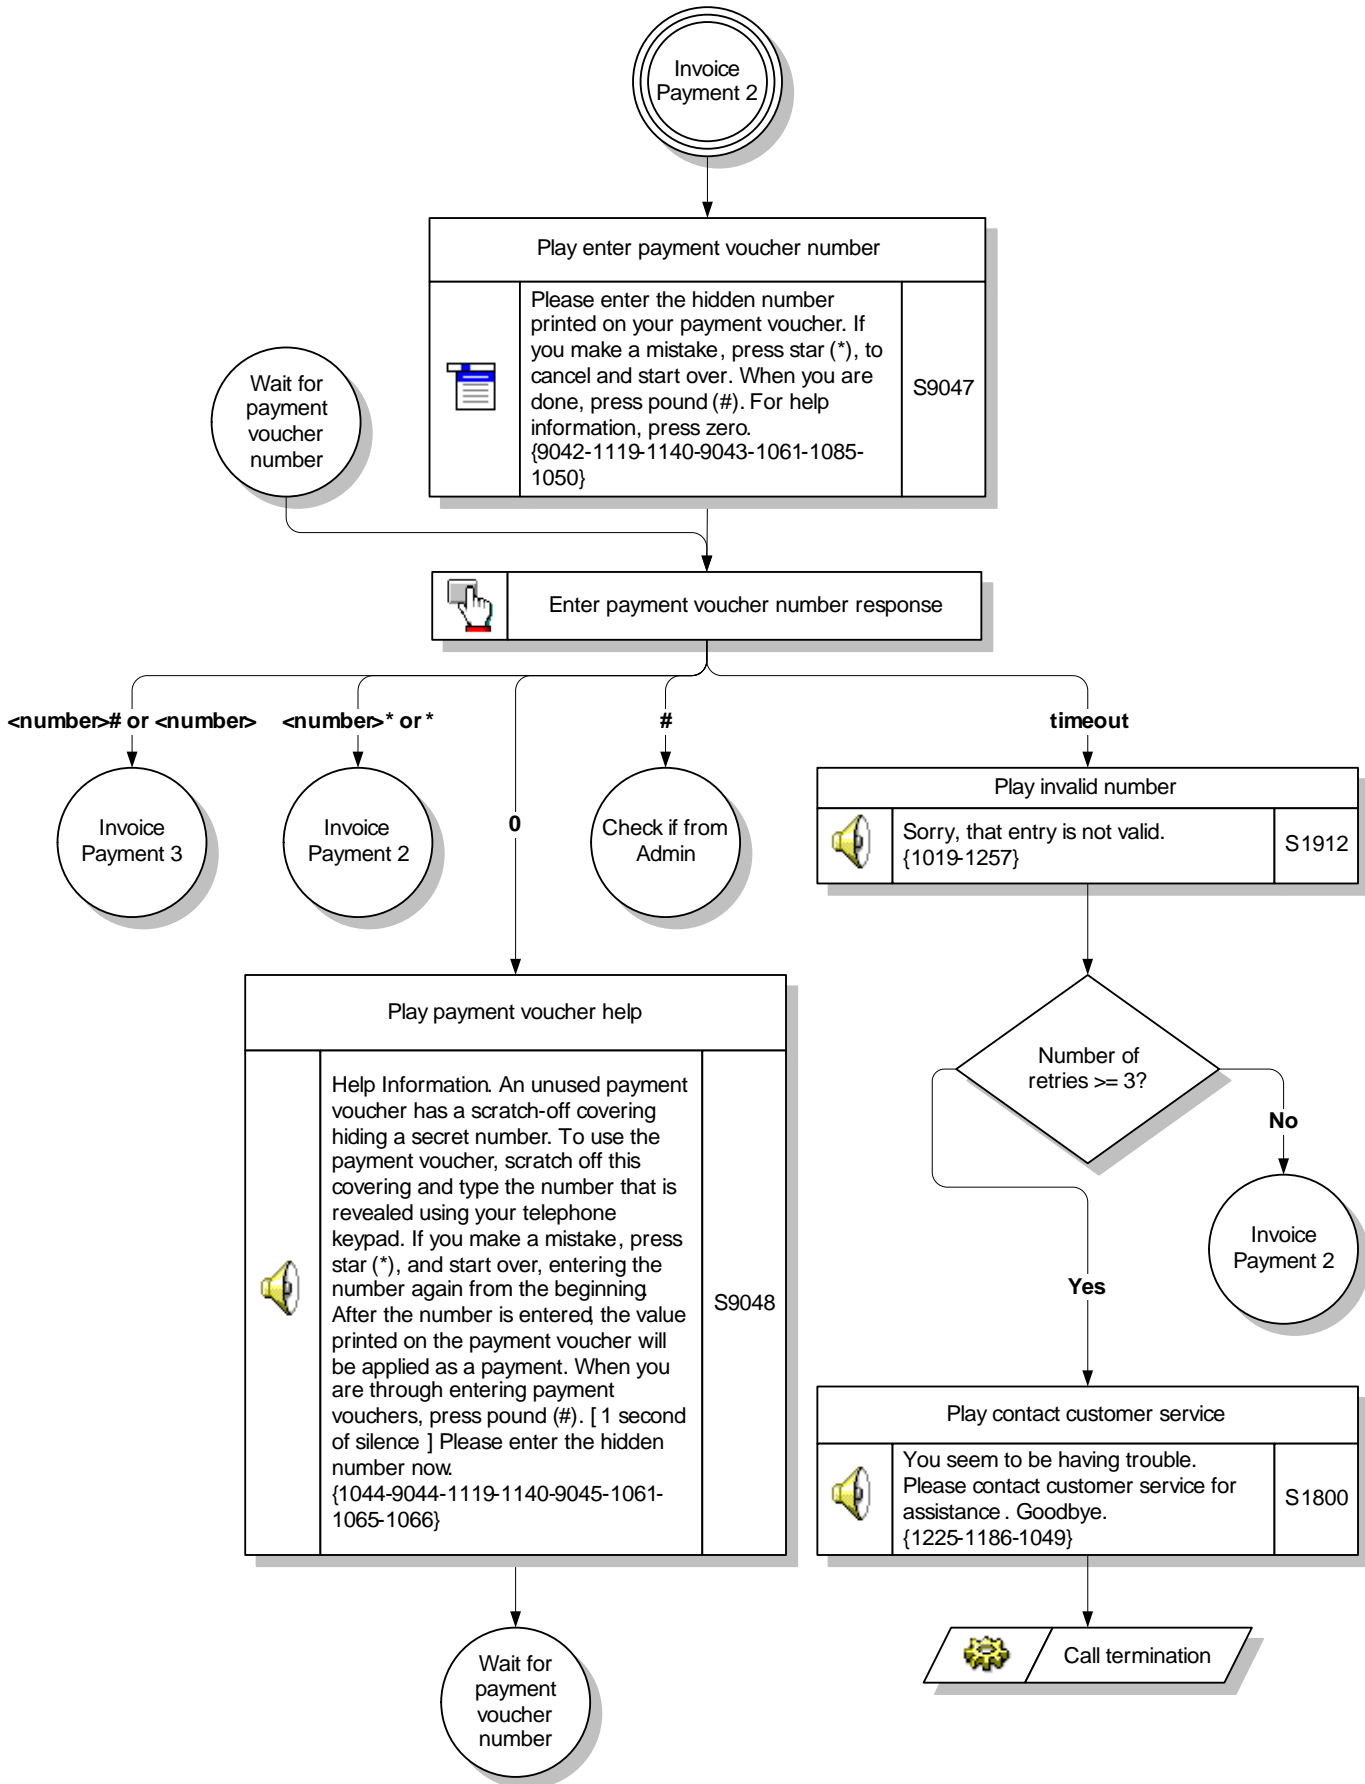 Invoice
Payment 2
Play enter payment voucher number
Please enter the hidden number
printed on your payment voucher. If
you make a mistake, press star (*), to
cancel and start over. When you are
done, press pound (#). For help
information, press zero.
{9042-1119-1140-9043-1061-1085-
1050}
S9047
Wait for
payment
voucher
number
Enter payment voucher number response
<number># or <number>
<number>* or *
0
#
timeout
Invoice
Payment 3
Invoice
Payment 2
Check if from
Admin
Play invalid number
Sorry, that entry is not valid.
{1019-1257}
S1912
Play payment voucher help
Help Information. An unused payment
voucher has a scratch-off covering
hiding a secret number. To use the
payment voucher, scratch off this
covering and type the number that is
revealed using your telephone
keypad. If you make a mistake, press
star (*), and start over, entering the
number again from the beginning.
After the number is entered, the value
printed on the payment voucher will
be applied as a payment. When you
are through entering payment
vouchers, press pound (#). [ 1 second
of silence ] Please enter the hidden
number now.
{1044-9044-1119-1140-9045-1061-
1065-1066}
S9048
Number of
retries >= 3?
No
Yes
Invoice
Payment 2
Play contact customer service
You seem to be having trouble.
Please contact customer service for
assistance. Goodbye.
{1225-1186-1049}
S1800
Call termination
Wait for
payment
voucher
number